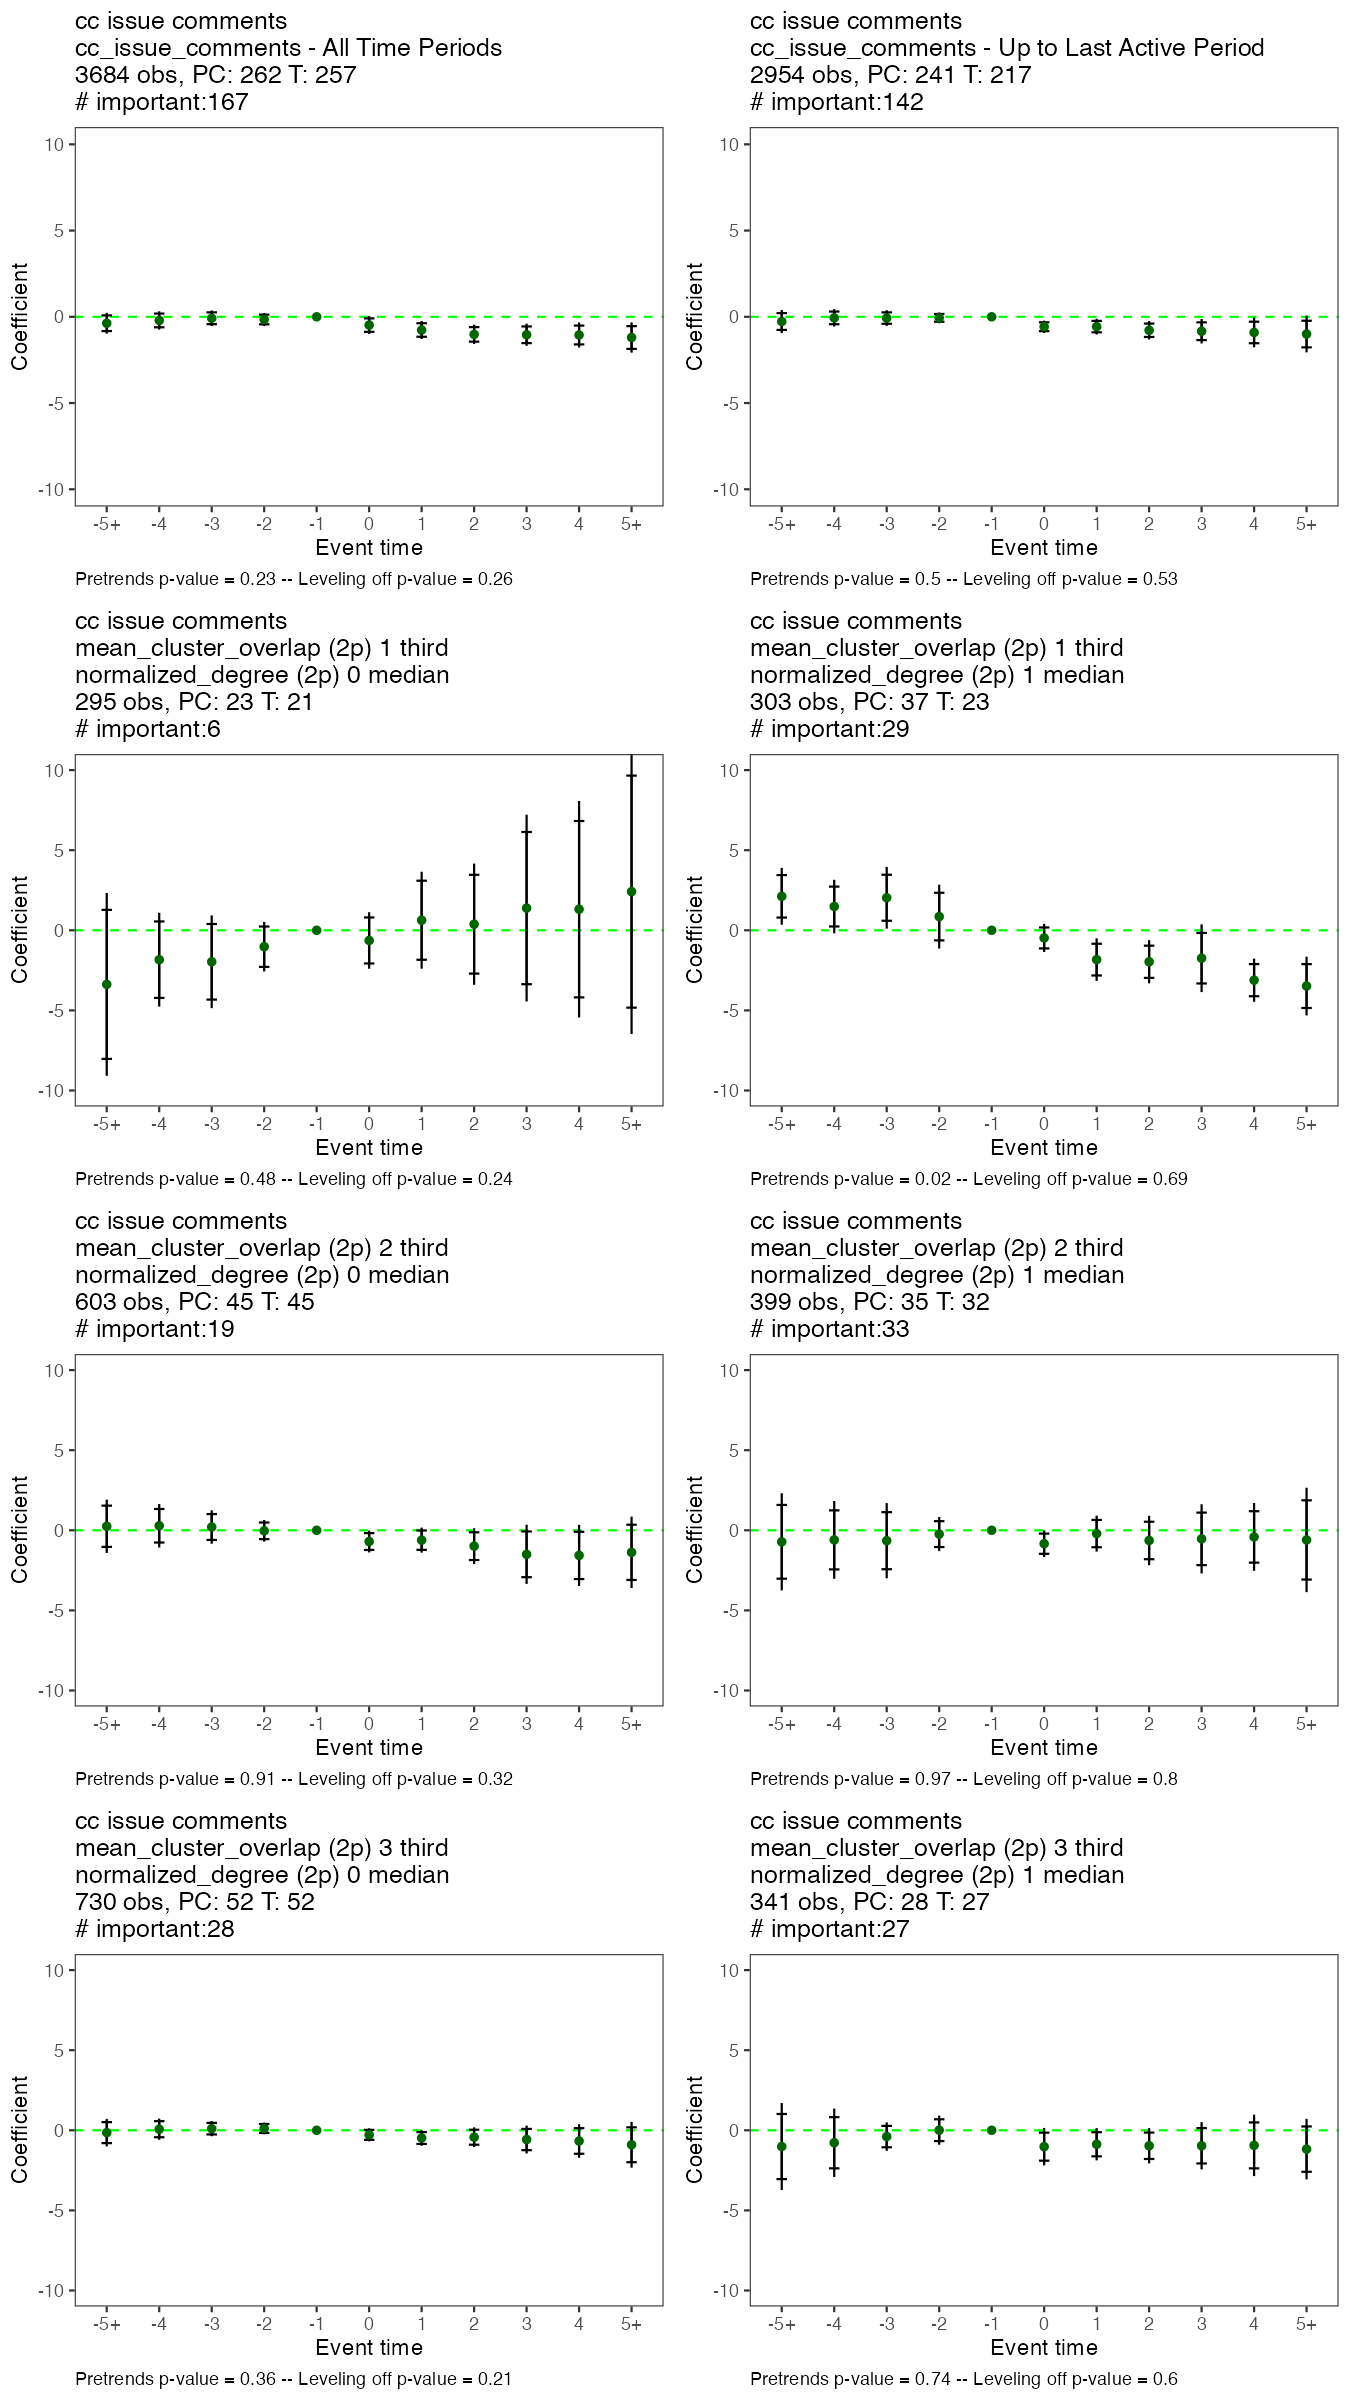 cc issue comments
cc_issue_comments - All Time Periods
3684 obs, PC: 262 T: 257
# important:167
10
5
0
-5
-10
Coefficient
-5+ -4 -3 -2 -1 0 1 2 3 4 5+
Event time
Pretrends p-value = 0.23 -- Leveling off p-value = 0.26
cc issue comments
cc_issue_comments - Up to Last Active Period
2954 obs, PC: 241 T: 217
# important:142
10
5
0
-5
-10
Coefficient
-5+ -4 -3 -2 -1 0 1 2 3 4 5+
Event time
Pretrends p-value = 0.5 -- Leveling off p-value = 0.53
cc issue comments
mean_cluster_overlap (2p) 1 third
normalized_degree (2p) 0 median
295 obs, PC: 23 T: 21
# important:6
10
5
0
-5
-10
Coefficient
-5+ -4 -3 -2 -1 0 1 2 3 4 5+
Event time
Pretrends p-value = 0.48 -- Leveling off p-value = 0.24
cc issue comments
mean_cluster_overlap (2p) 1 third
normalized_degree (2p) 1 median
303 obs, PC: 37 T: 23
# important:29
10
5
0
-5
-10
Coefficient
-5+ -4 -3 -2 -1 0 1 2 3 4 5+
Event time
Pretrends p-value = 0.02 -- Leveling off p-value = 0.69
cc issue comments
mean_cluster_overlap (2p) 2 third
normalized_degree (2p) 0 median
603 obs, PC: 45 T: 45
# important:19
10
5
0
-5
-10
Coefficient
-5+ -4 -3 -2 -1 0 1 2 3 4 5+
Event time
Pretrends p-value = 0.91 -- Leveling off p-value = 0.32
cc issue comments
mean_cluster_overlap (2p) 2 third
normalized_degree (2p) 1 median
399 obs, PC: 35 T: 32
# important:33
10
5
0
-5
-10
Coefficient
-5+ -4 -3 -2 -1 0 1 2 3 4 5+
Event time
Pretrends p-value = 0.97 -- Leveling off p-value = 0.8
cc issue comments
mean_cluster_overlap (2p) 3 third
normalized_degree (2p) 0 median
730 obs, PC: 52 T: 52
# important:28
10
5
0
-5
-10
Coefficient
-5+ -4 -3 -2 -1 0 1 2 3 4 5+
Event time
Pretrends p-value = 0.36 -- Leveling off p-value = 0.21
cc issue comments
mean_cluster_overlap (2p) 3 third
normalized_degree (2p) 1 median
341 obs, PC: 28 T: 27
# important:27
10
5
0
-5
-10
Coefficient
-5+ -4 -3 -2 -1 0 1 2 3 4 5+
Event time
Pretrends p-value = 0.74 -- Leveling off p-value = 0.6